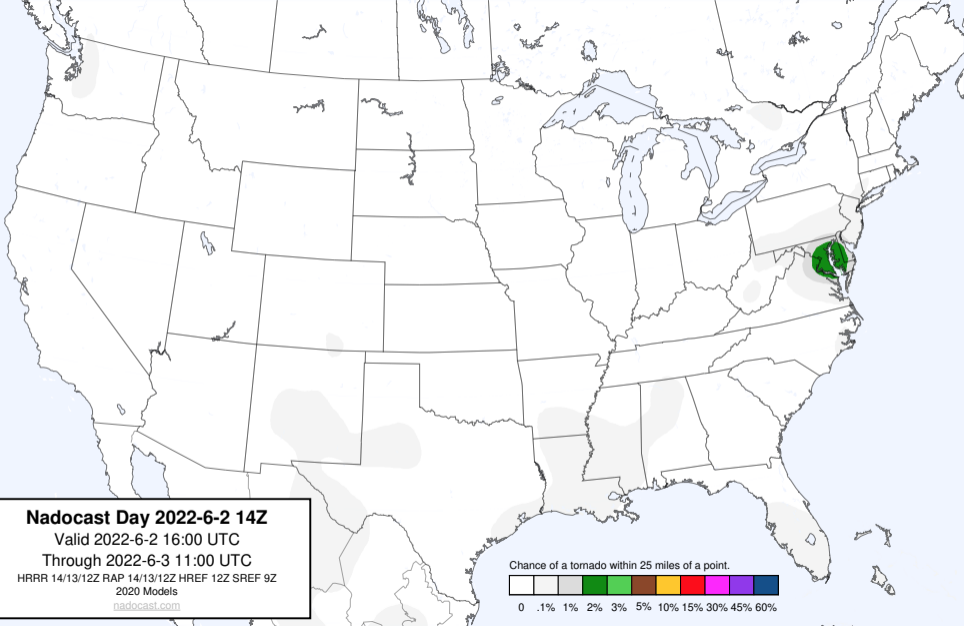 Nadocast Day 2022-6-2 14Z
Valid 2022-6-2 16:00 UTC
Through 2022-6-3 11:00 UTC
HRRR 14/13/12Z RAP 14/13/12Z HREF 12Z SREF 9Z
2020 Models
nadocast.com
Chance of a tornado within 25 miles of a point.
0 .1% 1% 2% 3% 5% 10% 15% 30% 45% 60%